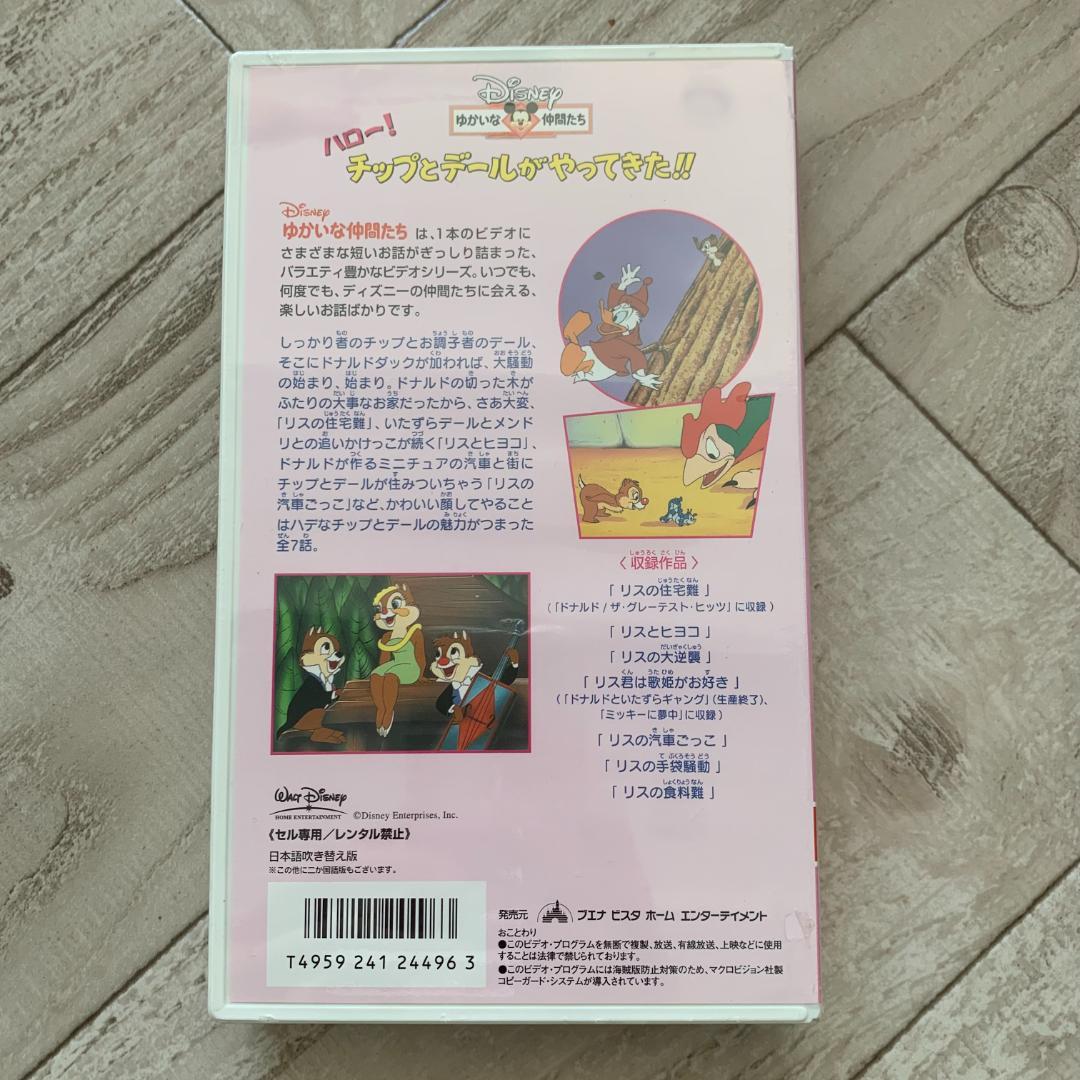 Disney
ゆかいな 仲間たち
ハロー!
チップとデールがやってきた!!
Disney
ゆかいな仲間たち は、1本のビデオに
さまざまな短いお話がぎっしり詰まった、
バラエティ豊かなビデオシリーズ。いつでも、
何度でも、ディズニーの仲間たちに会える、
楽しいお話ばかりです。
しっかり者のチップとお調子者のデール、
そこにドナルドダックが加われば、大騒動
の始まり、始まり。ドナルドの切った木が
ふたりの大事なお家だったから、さあ大変、
「リスの住宅難」、いたずらデールとメンド
リとの追いかけっこが続く「リスとヒヨコ」、
ドナルドが作るミニチュアの汽車と街に
チップとデールが住みついちゃう「リスの
汽車ごっこ」など、かわいい顔してやること
はハデなチップとデールの魅力がつまった
全7話。
〈収録作品〉
「リスの住宅難」
(「ドナルド/ザ・グレーテスト・ヒッツ」に収録)
「リスとヒヨコ」
「リスの大逆襲」
「リス君は歌姫がお好き」
(「ドナルドといたずらギャング」(生産終了)、
「ミッキーに夢中」に収録)
「リスの汽車ごっこ」
「リスの手袋騒動」
「リスの食料難」
WALT DISNEY
HOME ENTERTAINMENT
©Disney Enterprises, Inc.
《セル専用/レンタル禁止》
日本語吹き替え版
※この他に二か国語版もございます。
T4959 241 24496 3
発売元 ブエナ ビスタ ホーム エンターテイメント
おことわり
●このビデオ・プログラムを無断で複製、放送、有線放送、上映などに使用
することは法律で禁じられております。
●このビデオ・プログラムには海賊版防止対策のため、マクロビジョン社製
コピーガード・システムが導入されています。